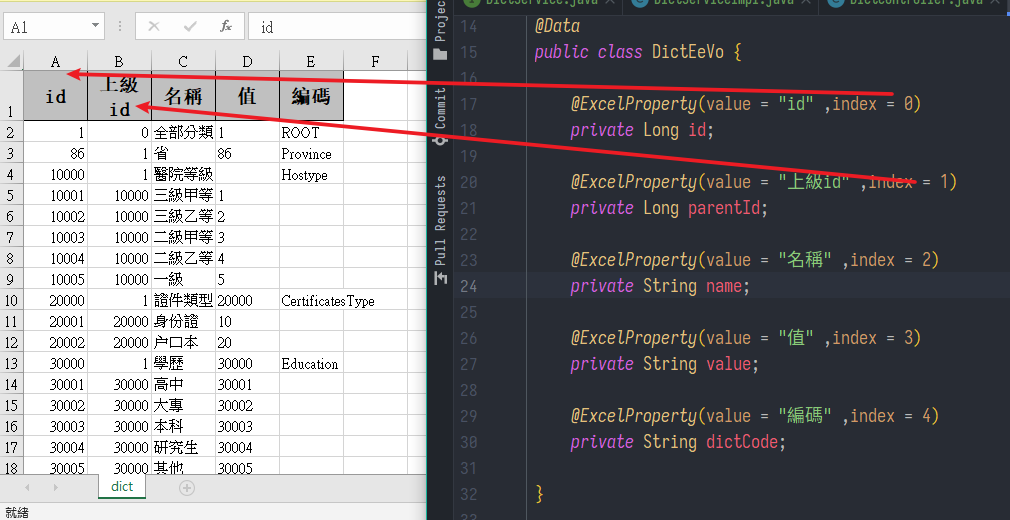 A1
fx
id
A B C D E F
1 id 上級id 名稱 值 編碼
2 1 0 全部分類 1 ROOT
3 86 1 省 86 Province
4 10000 1 醫院等級 Hostype
5 10001 10000 三級甲等 1
6 10002 10000 三級乙等 2
7 10003 10000 二級甲等 3
8 10004 10000 二級乙等 4
9 10005 10000 一級 5
10 20000 1 證件類型 20000 CertificatesType
11 20001 20000 身份證 10
12 20002 20000 户口本 20
13 30000 1 學歷 30000 Education
14 30001 30000 高中 30001
15 30002 30000 大專 30002
16 30003 30000 本科 30003
17 30004 30000 研究生 30004
18 30005 30000 其他 30005
dict
就緒
DictService.java DictServiceImpl.java DictController.java
Projec
Commit
Pull Requests
14 @Data
15 public class DictEeVo {
16
17 @ExcelProperty(value = "id" ,index = 0)
18 private Long id;
19
20 @ExcelProperty(value = "上級id" ,index = 1)
21 private Long parentId;
22
23 @ExcelProperty(value = "名稱" ,index = 2)
24 private String name;
25
26 @ExcelProperty(value = "值" ,index = 3)
27 private String value;
28
29 @ExcelProperty(value = "編碼" ,index = 4)
30 private String dictCode;
31
32 }
33